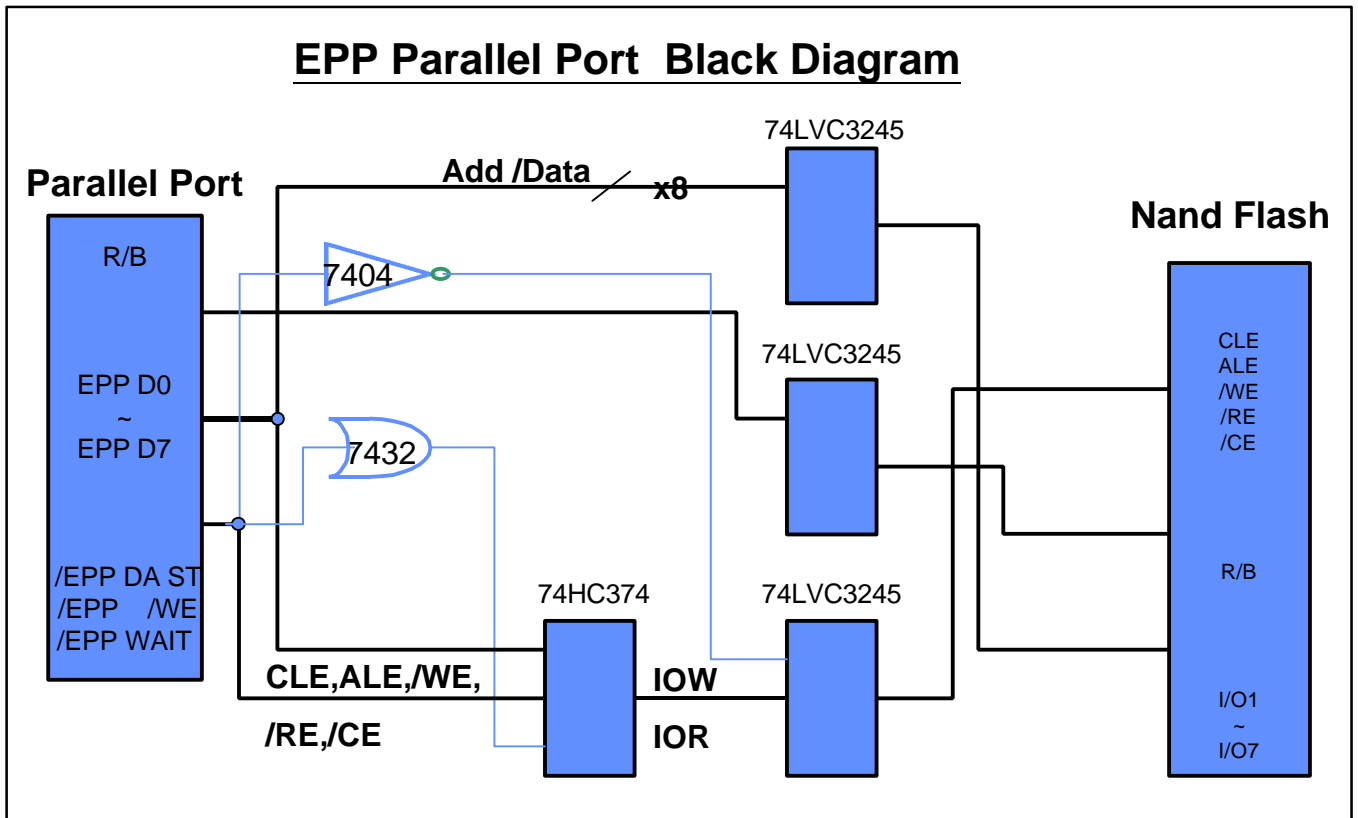 EPP Parallel Port Black Diagram
74LVC3245
Add /Data
x8
Parallel Port
Nand Flash
R/B
7404
EPP D0
~
EPP D7
74LVC3245
CLE
ALE
/WE
/RE
/CE
7432
/EPP DA ST
/EPP /WE
/EPP WAIT
74HC374
74LVC3245
R/B
CLE,ALE,/WE,
/RE,/CE
IOW
IOR
I/O1
~
I/O7